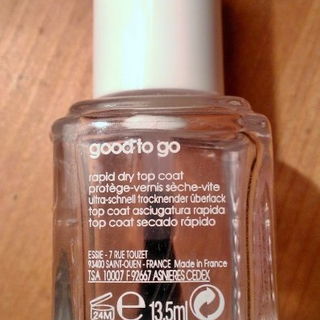 good to go
rapid dry top coat
protège-vernis sèche-vite
ultra-schnell trocknender überlack
top coat asciugatura rapida
top coat secado rápido
ESSIE - 7 RUE TOUZET
93400 SAINT-OUEN - FRANCE Made in France
TSA 10007 F 92667 ASNIERES CEDEX
24M e 13.5ml